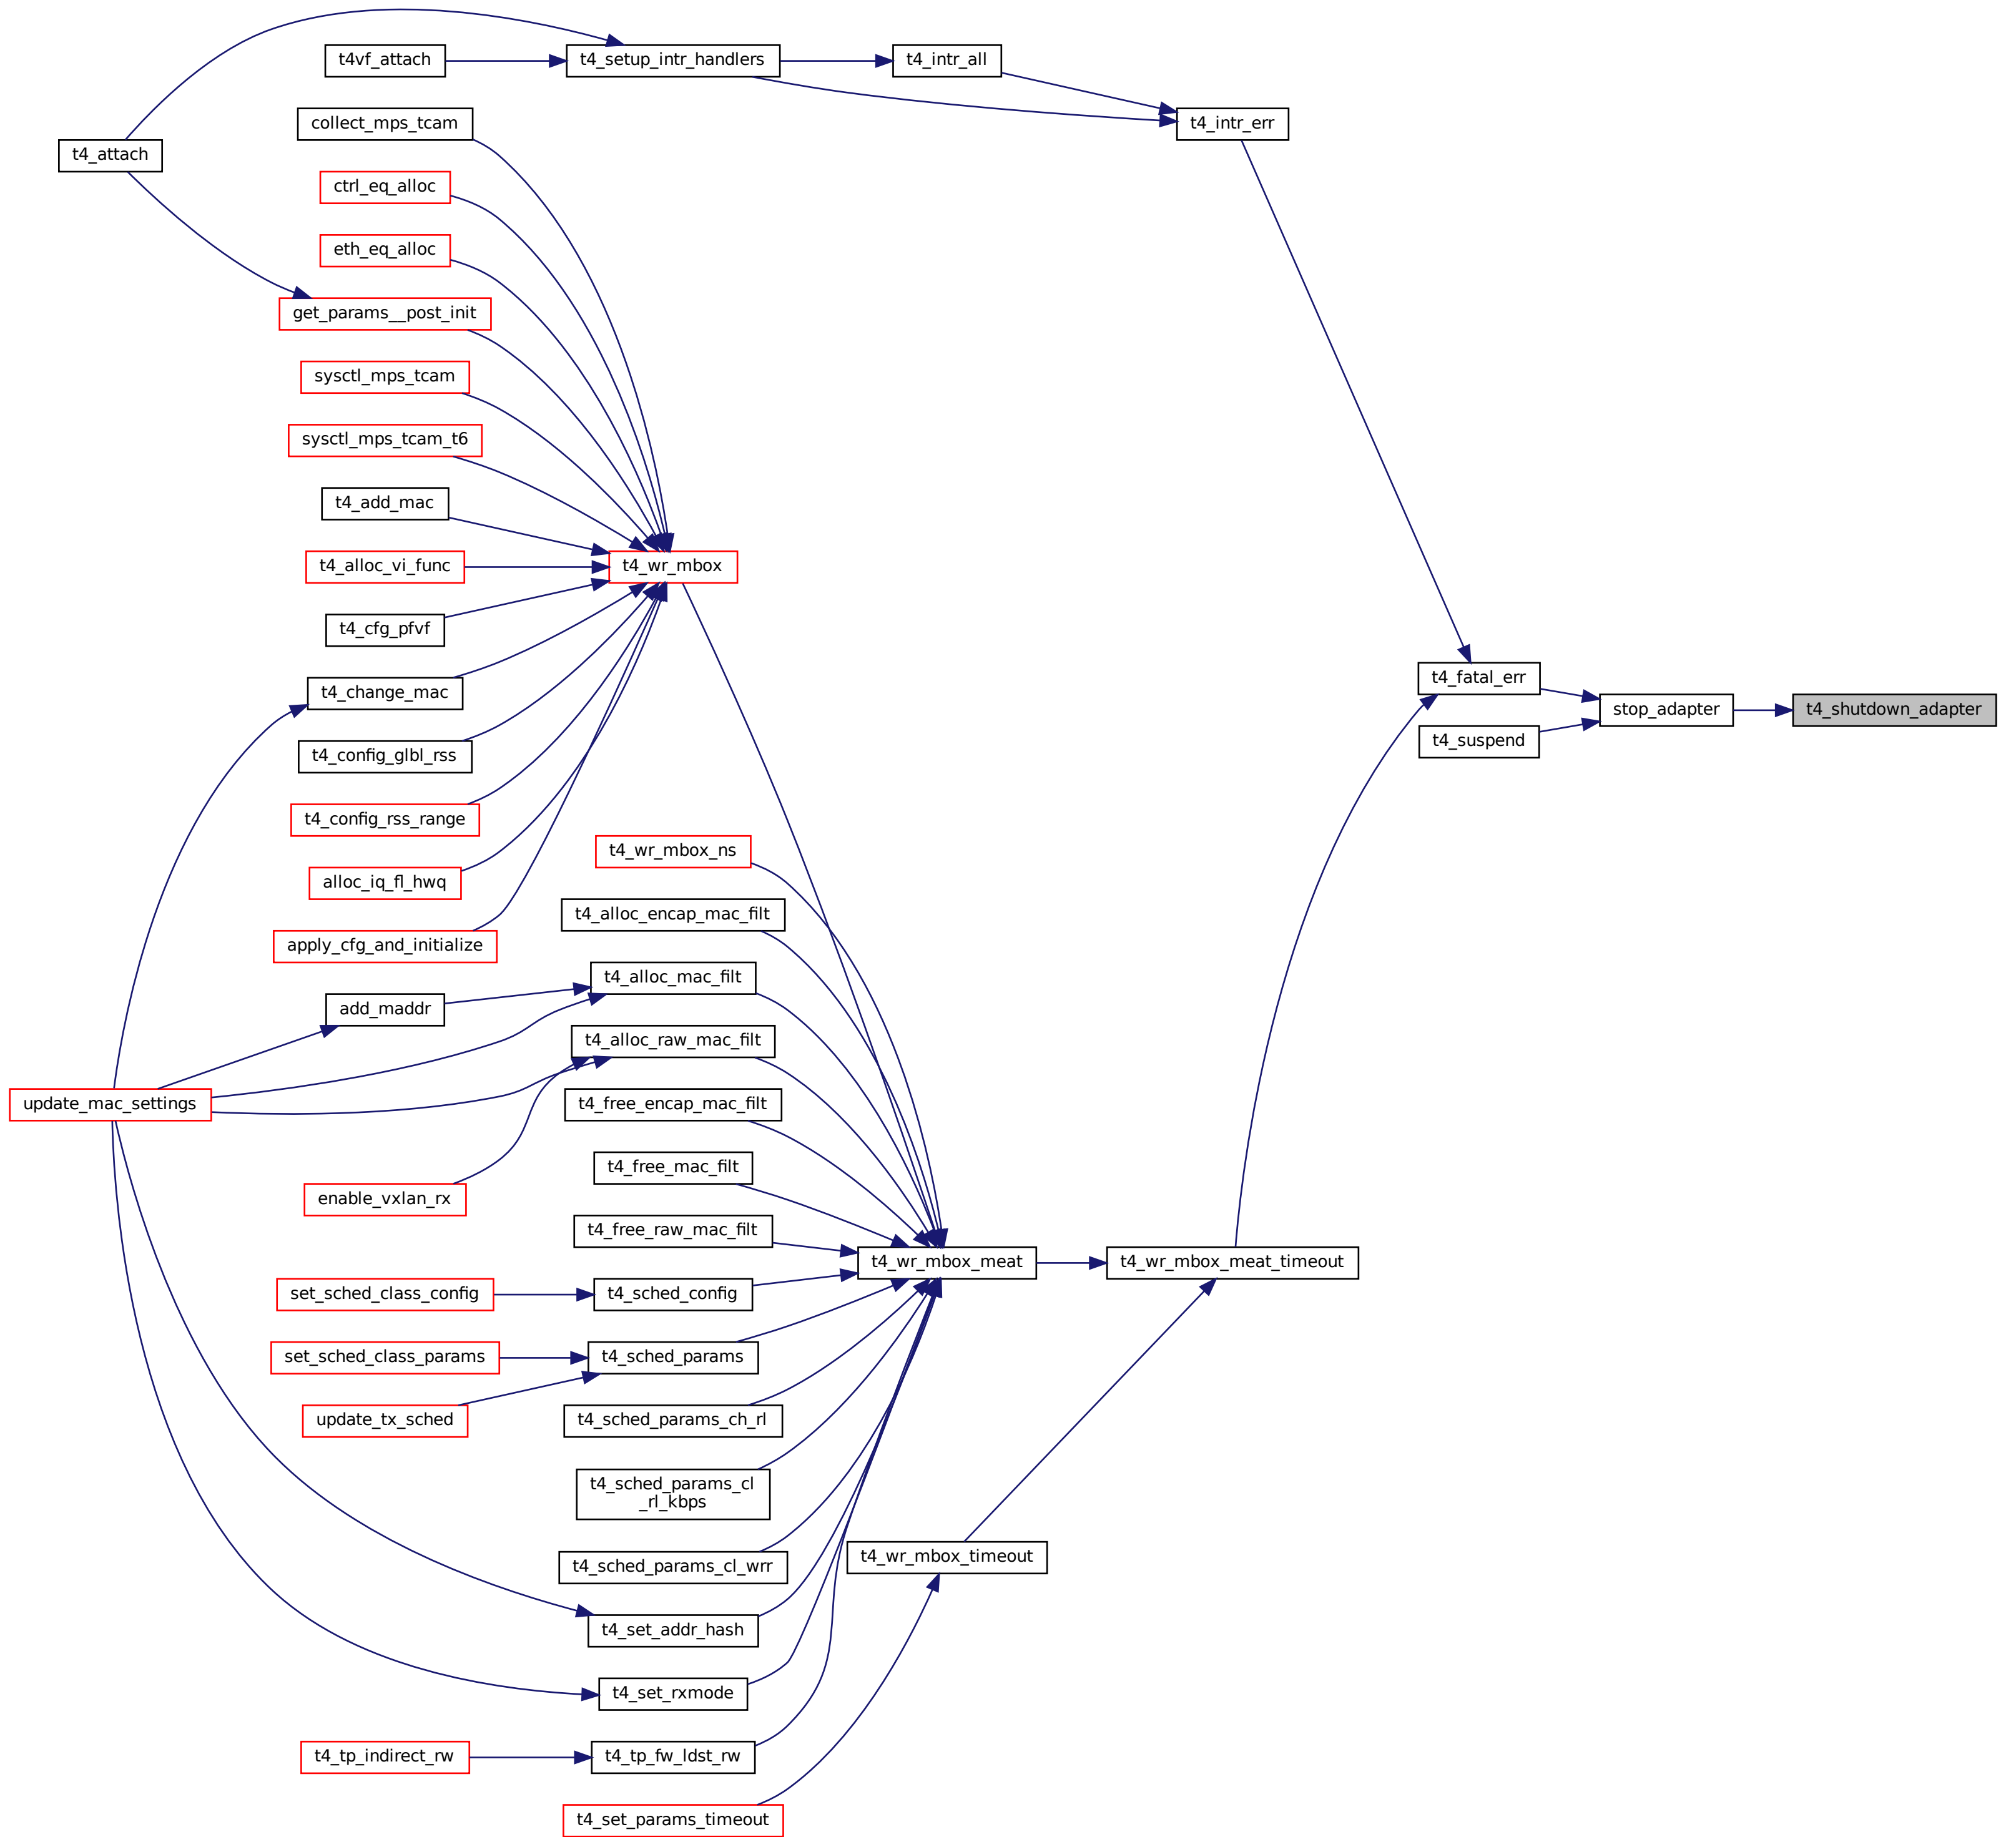 t4vf_attach
t4_setup_intr_handlers
t4_intr_all
collect_mps_tcam
t4_intr_err
t4_attach
ctrl_eq_alloc
eth_eq_alloc
get_params__post_init
sysctl_mps_tcam
sysctl_mps_tcam_t6
t4_add_mac
t4_alloc_vi_func
t4_wr_mbox
t4_cfg_pfvf
t4_change_mac
t4_fatal_err
stop_adapter
t4_shutdown_adapter
t4_suspend
t4_config_glbl_rss
t4_config_rss_range
t4_wr_mbox_ns
alloc_iq_fl_hwq
t4_alloc_encap_mac_filt
apply_cfg_and_initialize
t4_alloc_mac_filt
add_maddr
t4_alloc_raw_mac_filt
update_mac_settings
t4_free_encap_mac_filt
t4_free_mac_filt
enable_vxlan_rx
t4_free_raw_mac_filt
t4_wr_mbox_meat
t4_wr_mbox_meat_timeout
set_sched_class_config
t4_sched_config
set_sched_class_params
t4_sched_params
update_tx_sched
t4_sched_params_ch_rl
t4_sched_params_cl
_rl_kbps
t4_wr_mbox_timeout
t4_sched_params_cl_wrr
t4_set_addr_hash
t4_set_rxmode
t4_tp_indirect_rw
t4_tp_fw_ldst_rw
t4_set_params_timeout